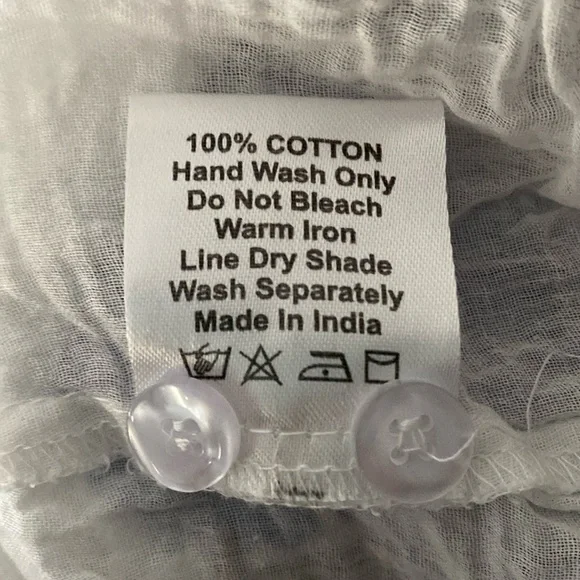 100% COTTON
Hand Wash Only
Do Not Bleach
Warm Iron
Line Dry Shade
Wash Separately
Made In India